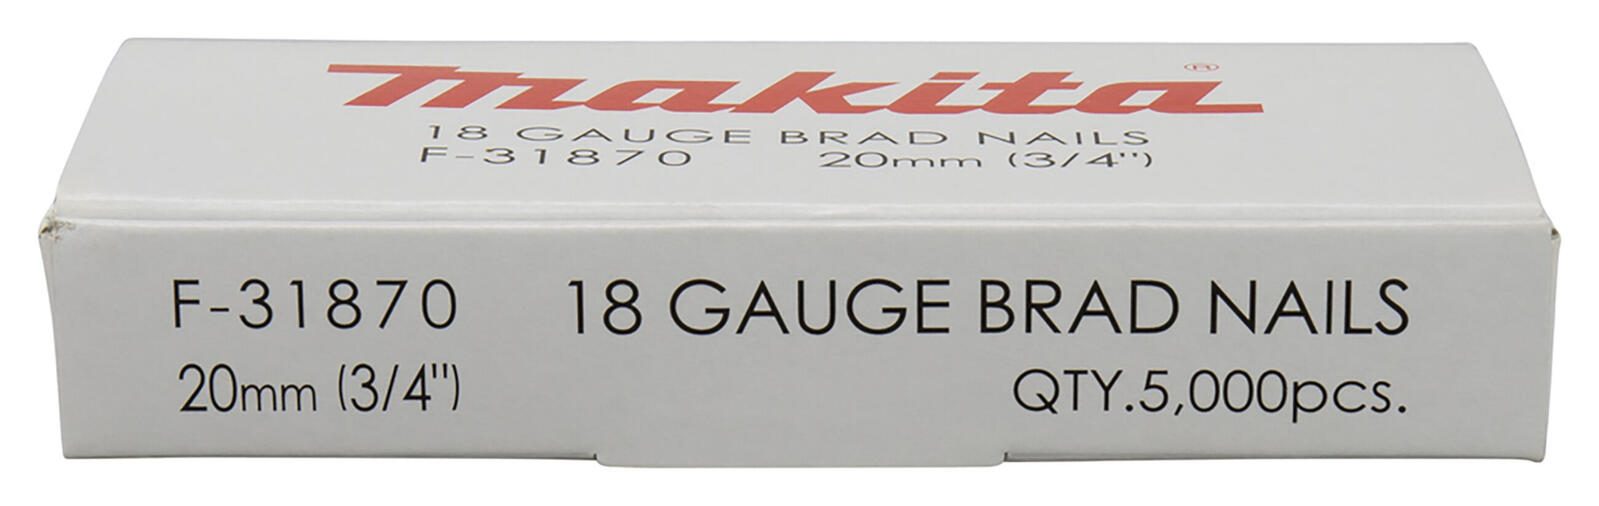 makita®
18 GAUGE BRAD NAILS
F-31870 20mm (3/4")
F-31870 18 GAUGE BRAD NAILS
20mm (3/4") QTY.5,000pcs.